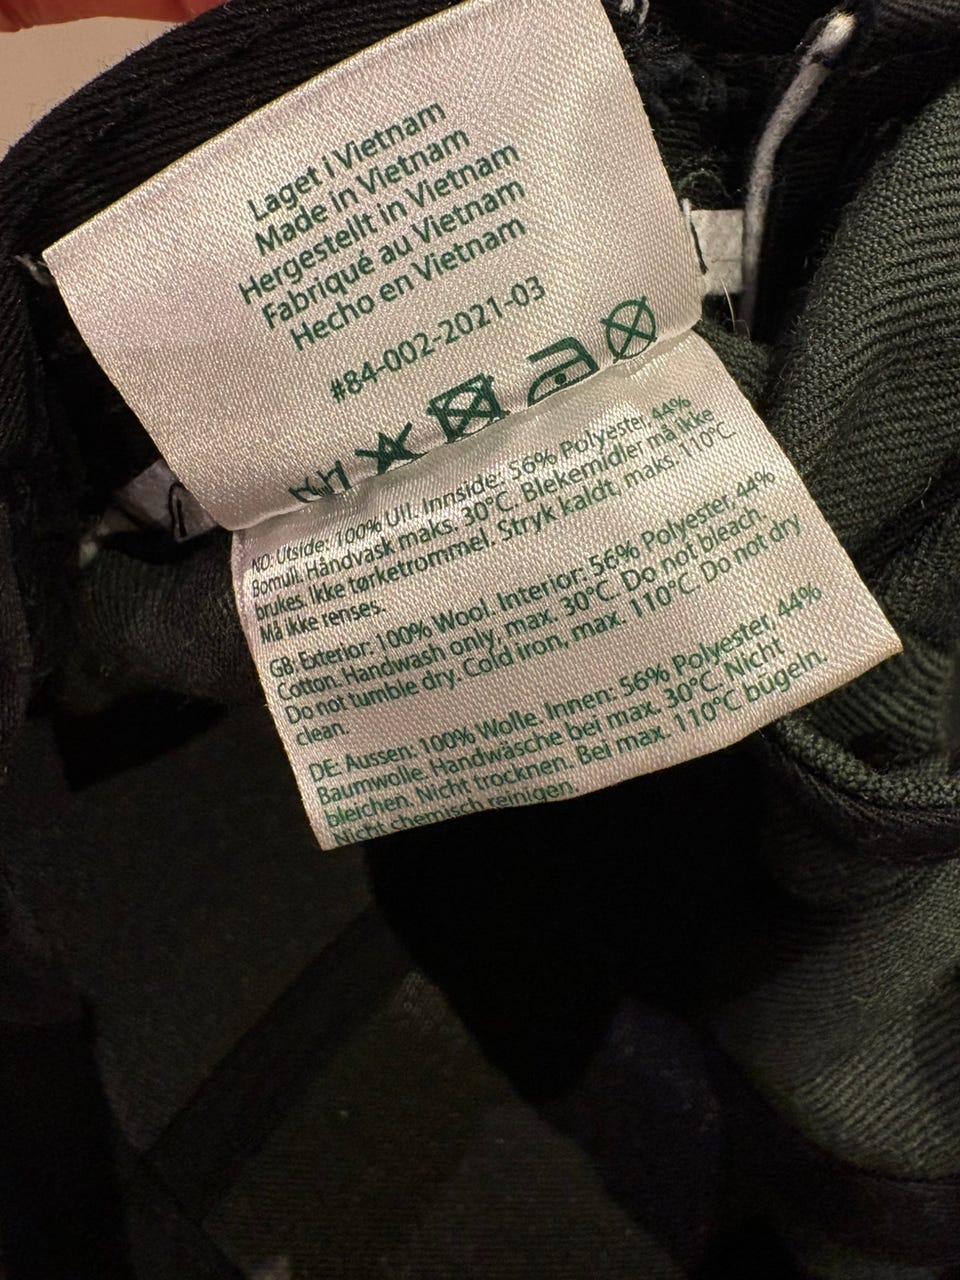 Laget i Vietnam
Made in Vietnam
Hergestellt in Vietnam
Fabriqué au Vietnam
Hecho en Vietnam
#84-002-2021-03
NO: Utside: 100% Ull. Innside: 56% Polyester, 44%
Bomull. Håndvask maks. 30°C. Blekemidler må ikke
brukes. Ikke tørketrommel. Stryk kaldt, maks. 110°C.
Må ikke renses.
GB: Exterior: 100% Wool. Interior: 56% Polyester, 44%
Cotton. Handwash only, max. 30°C. Do not bleach.
Do not tumble dry. Cold iron, max. 110°C. Do not dry
clean.
DE: Aussen: 100% Wolle. Innen: 56% Polyester, 44%
Baumwolle. Handwäsche bei max. 30°C. Nicht
bleichen. Nicht trocknen. Bei max. 110°C bügeln.
Nicht chemisch reinigen.